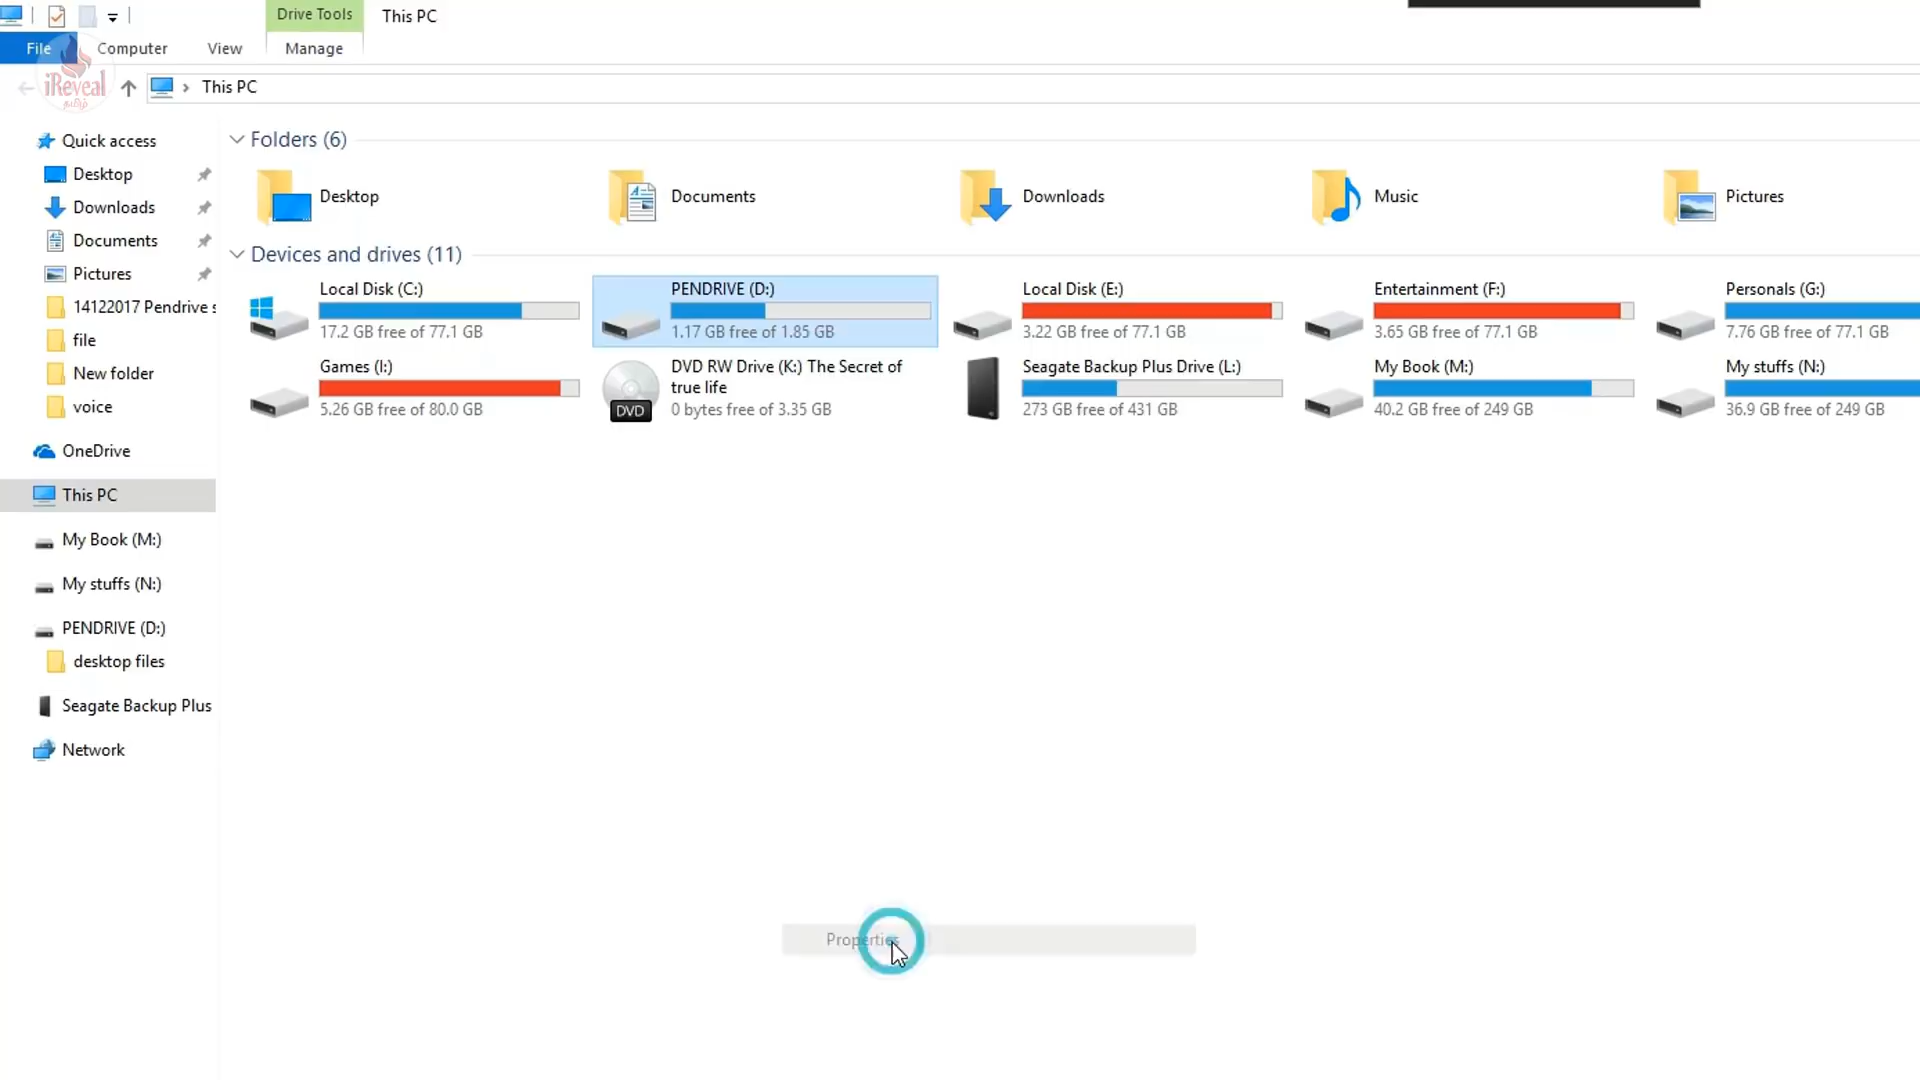 Drive Tools
This PC
File
Computer
View
Manage
iReveal
தமிழ்
This PC
Quick access
Desktop
Downloads
Documents
Pictures
14122017 Pendrive s
file
New folder
voice
OneDrive
This PC
My Book (M:)
My stuffs (N:)
PENDRIVE (D:)
desktop files
Seagate Backup Plus
Network
Folders (6)
Desktop
Documents
Downloads
Music
Pictures
Devices and drives (11)
Local Disk (C:)
17.2 GB free of 77.1 GB
PENDRIVE (D:)
1.17 GB free of 1.85 GB
Local Disk (E:)
3.22 GB free of 77.1 GB
Entertainment (F:)
3.65 GB free of 77.1 GB
Personals (G:)
7.76 GB free of 77.1 GB
Games (I:)
5.26 GB free of 80.0 GB
DVD RW Drive (K:) The Secret of
true life
0 bytes free of 3.35 GB
DVD
Seagate Backup Plus Drive (L:)
273 GB free of 431 GB
My Book (M:)
40.2 GB free of 249 GB
My stuffs (N:)
36.9 GB free of 249 GB
Properties